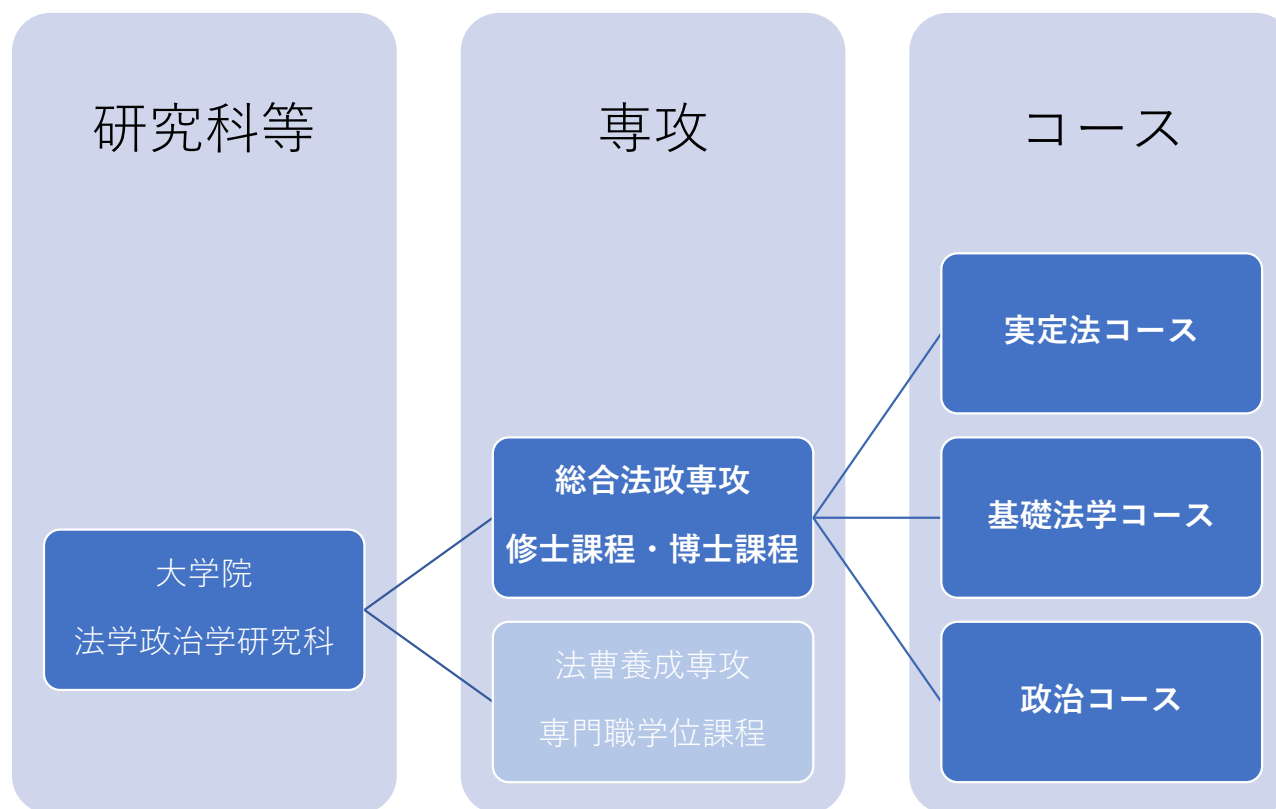 研究科等
専攻
コース
大学院
法学政治学研究科
総合法政専攻
修士課程・博士課程
法曹養成専攻
専門職学位課程
実定法コース
基礎法学コース
政治コース